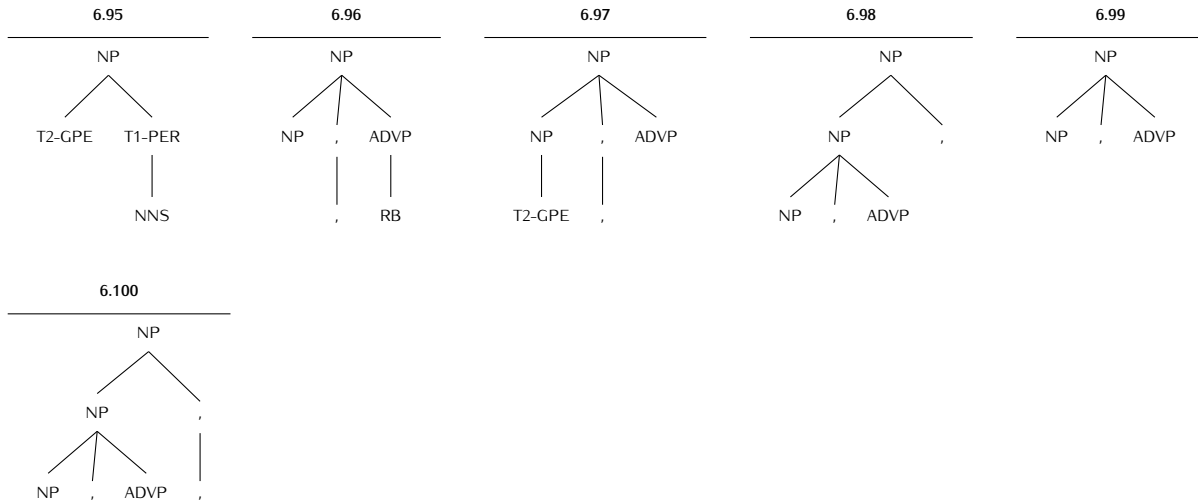 6.95 6.96 6.97 6.98 6.99
NP NP NP NP NP
T2-GPE T1-PER NP , ADVP NP , ADVP NP , NP , ADVP
NNS , RB T2-GPE , NP , ADVP
6.100
NP
NP ,
NP , ADVP ,